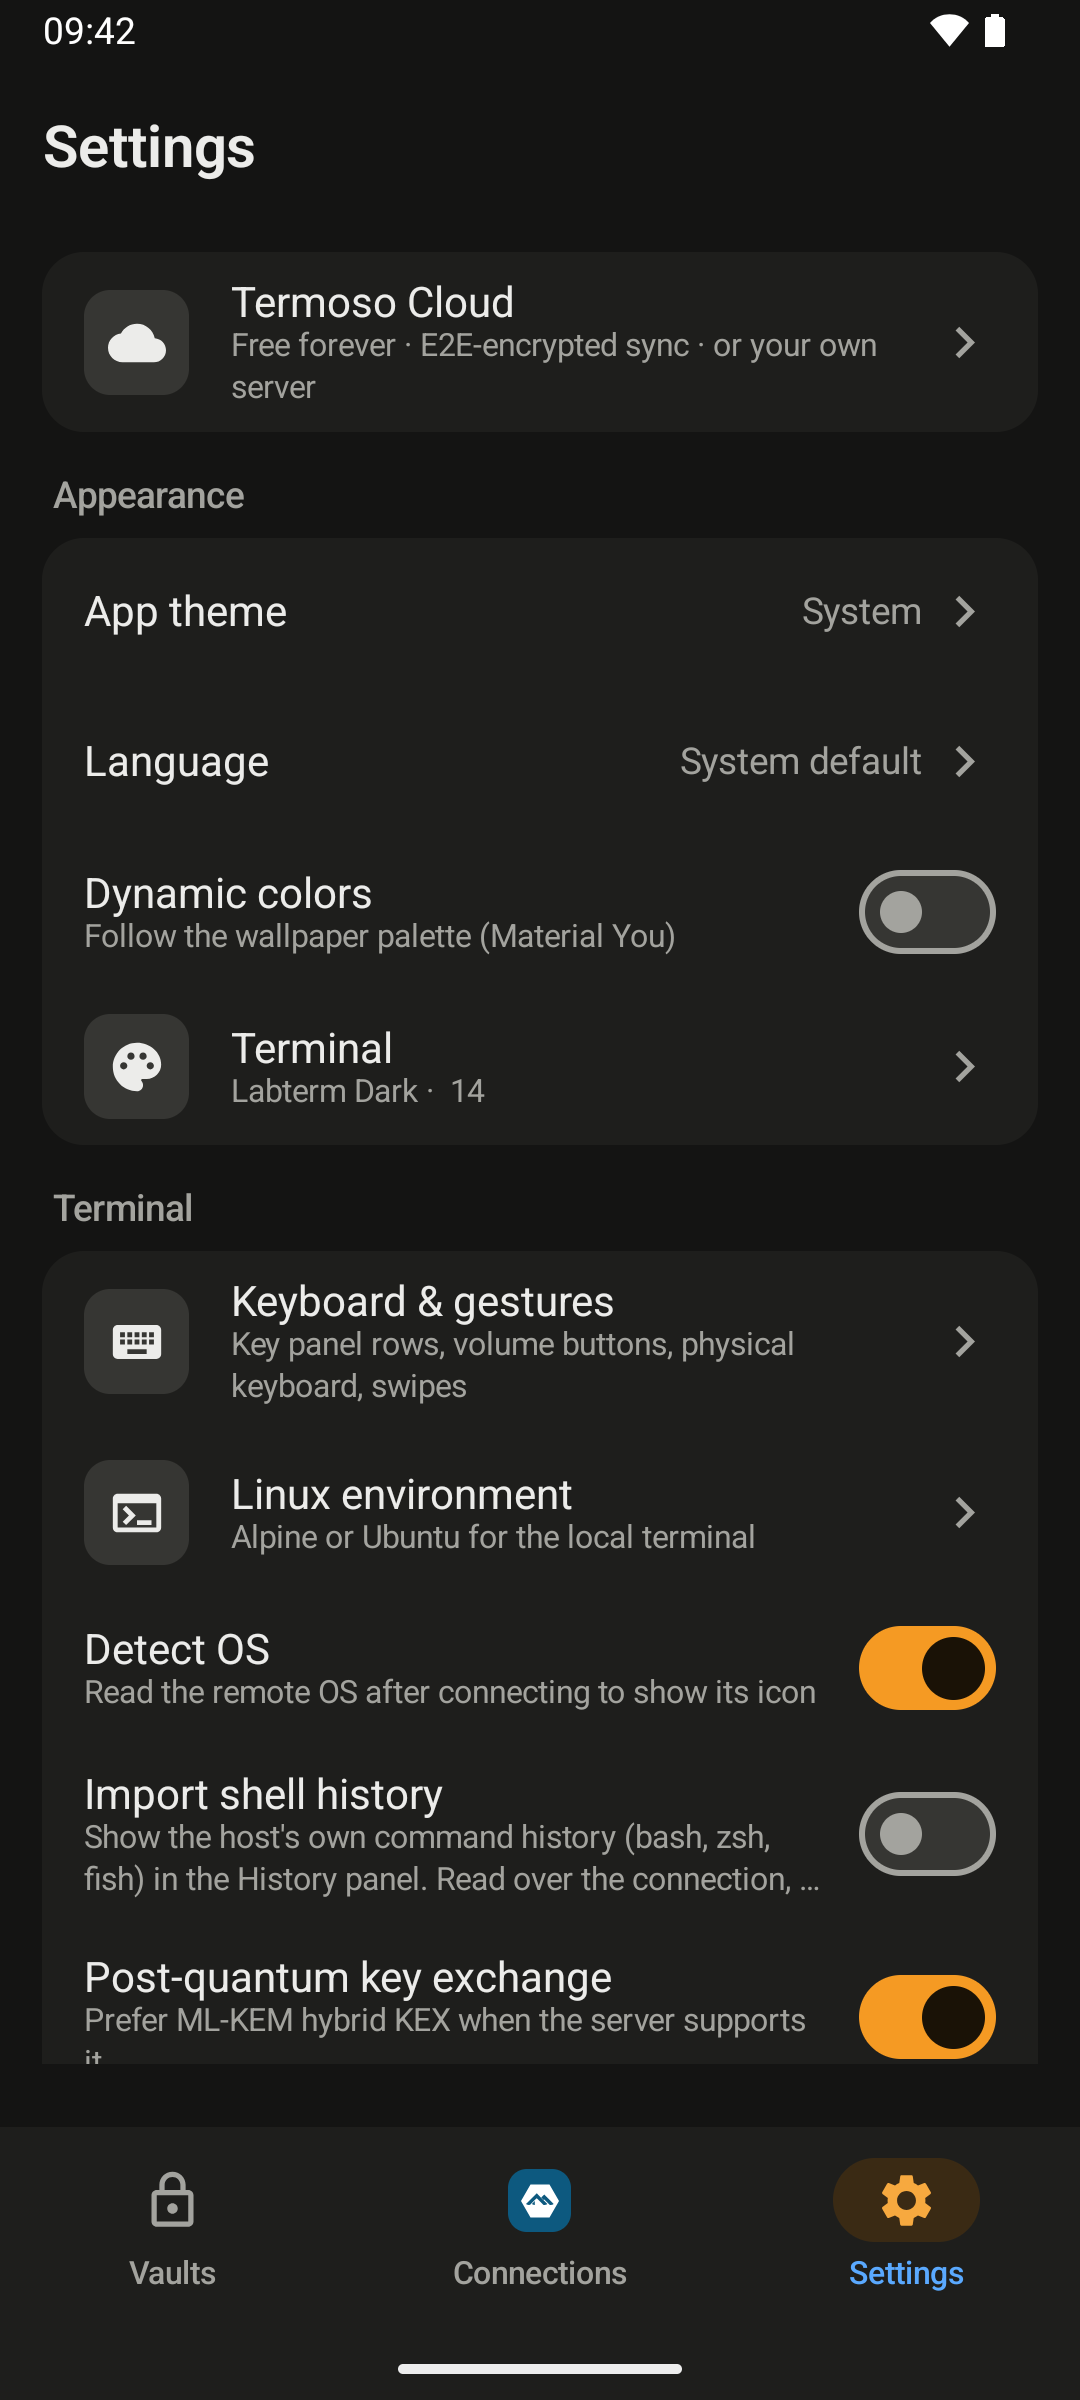 09:42
Settings
Termoso Cloud
Free forever · E2E-encrypted sync · or your own
server
Appearance
App theme
System
Language
System default
Dynamic colors
Follow the wallpaper palette (Material You)
Terminal
Labterm Dark · 14
Terminal
Keyboard & gestures
Key panel rows, volume buttons, physical
keyboard, swipes
Linux environment
Alpine or Ubuntu for the local terminal
Detect OS
Read the remote OS after connecting to show its icon
Import shell history
Show the host's own command history (bash, zsh,
fish) in the History panel. Read over the connection, ...
Post-quantum key exchange
Prefer ML-KEM hybrid KEX when the server supports
it
Vaults
Connections
Settings